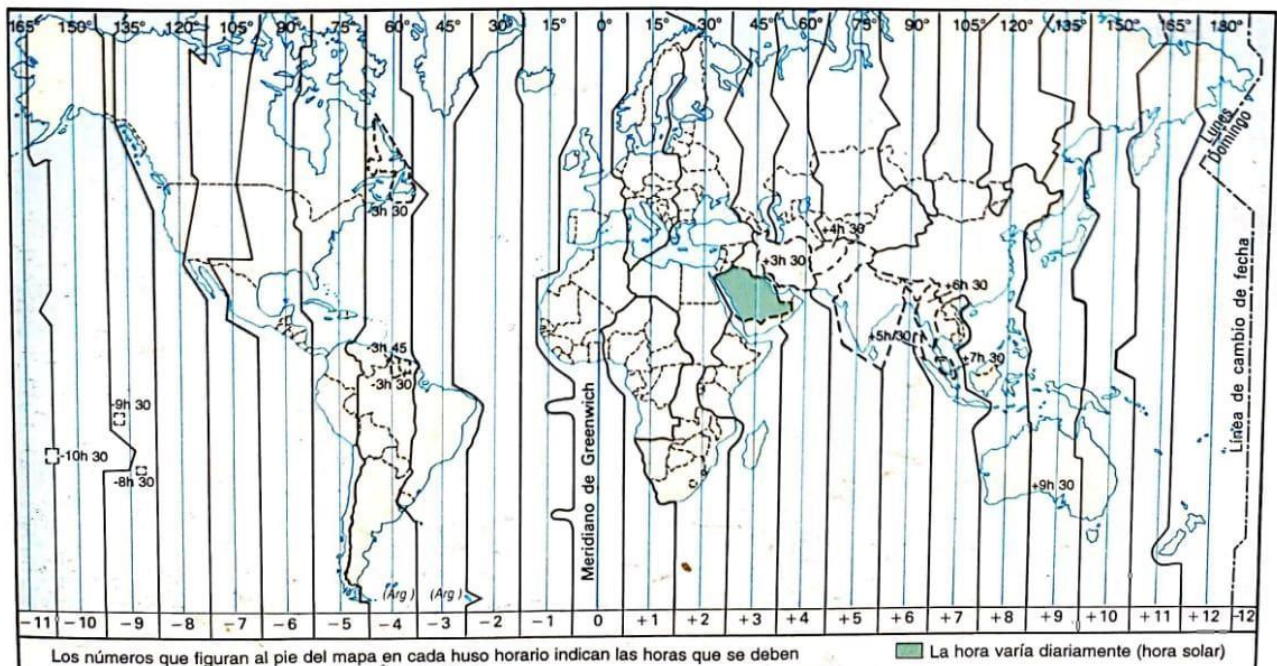 165° 150° 135° 120° 105° 90° 75° 60° 45° 30° 15° 0° 15° 30° 45° 60° 75° 90° 105° 120° 135° 150° 165° 180°
Lunes
Domingo
-3h 30
+4h 30
+3h 30
+6h 30
+5h 30
-3h 45
+7h 30
-3h 30
-9h 30
-10h 30
-8h 30
+9h 30
Meridiano de Greenwich
Línea de cambio de fecha
(Arg) (Arg)
-11 -10 -9 -8 -7 -6 -5 -4 -3 -2 -1 0 +1 +2 +3 +4 +5 +6 +7 +8 +9 +10 +11 +12 -12
Los números que figuran al pie del mapa en cada huso horario indican las horas que se deben
La hora varía diariamente (hora solar)